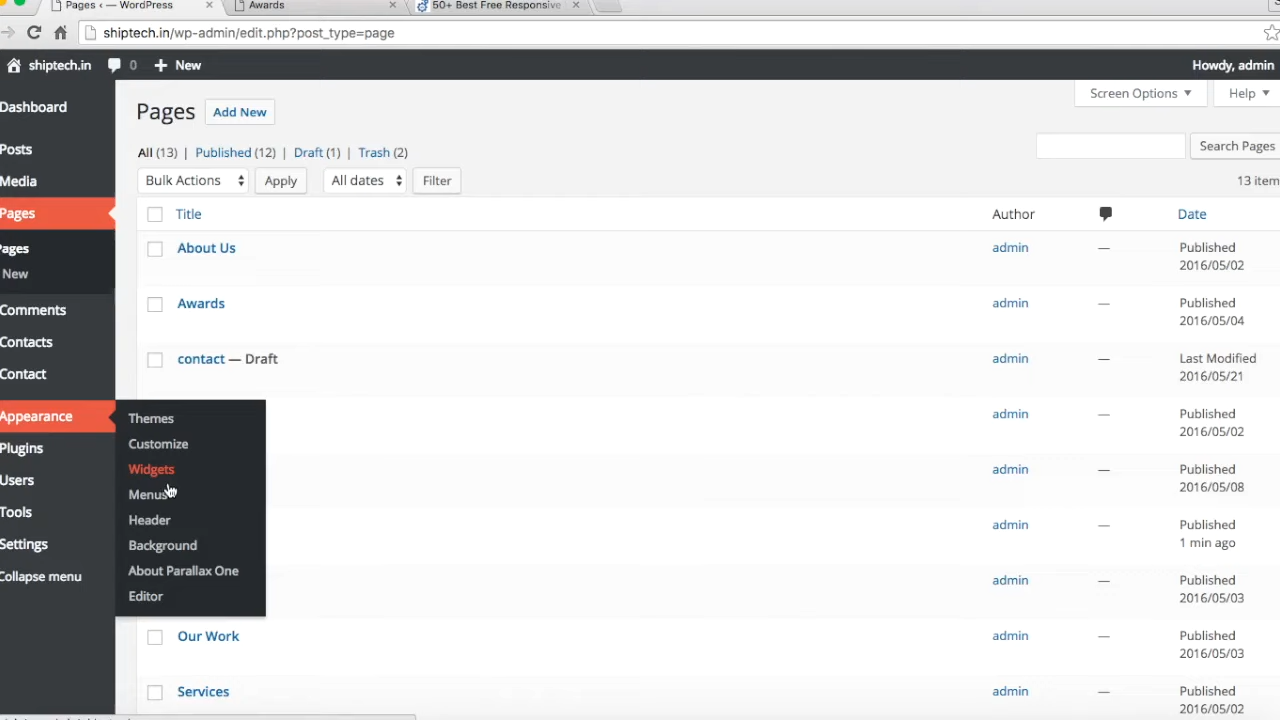 Pages ‹ — WordPress
Awards
50+ Best Free Responsive
shiptech.in/wp-admin/edit.php?post_type=page
shiptech.in
0
New
Howdy, admin
Dashboard
Posts
Media
Pages
Pages
New
Comments
Contacts
Contact
Appearance
Plugins
Users
Tools
Settings
Collapse menu
Themes
Customize
Widgets
Menus
Header
Background
About Parallax One
Editor
Pages
Add New
Screen Options
Help
All (13) | Published (12) | Draft (1) | Trash (2)
Search Pages
Bulk Actions
Apply
All dates
Filter
13 item
Title
Author
Date
About Us
admin
—
Published
2016/05/02
Awards
admin
—
Published
2016/05/04
contact — Draft
admin
—
Last Modified
2016/05/21
admin
—
Published
2016/05/02
admin
—
Published
2016/05/08
admin
—
Published
1 min ago
admin
—
Published
2016/05/03
Our Work
admin
—
Published
2016/05/03
Services
admin
—
Published
2016/05/02